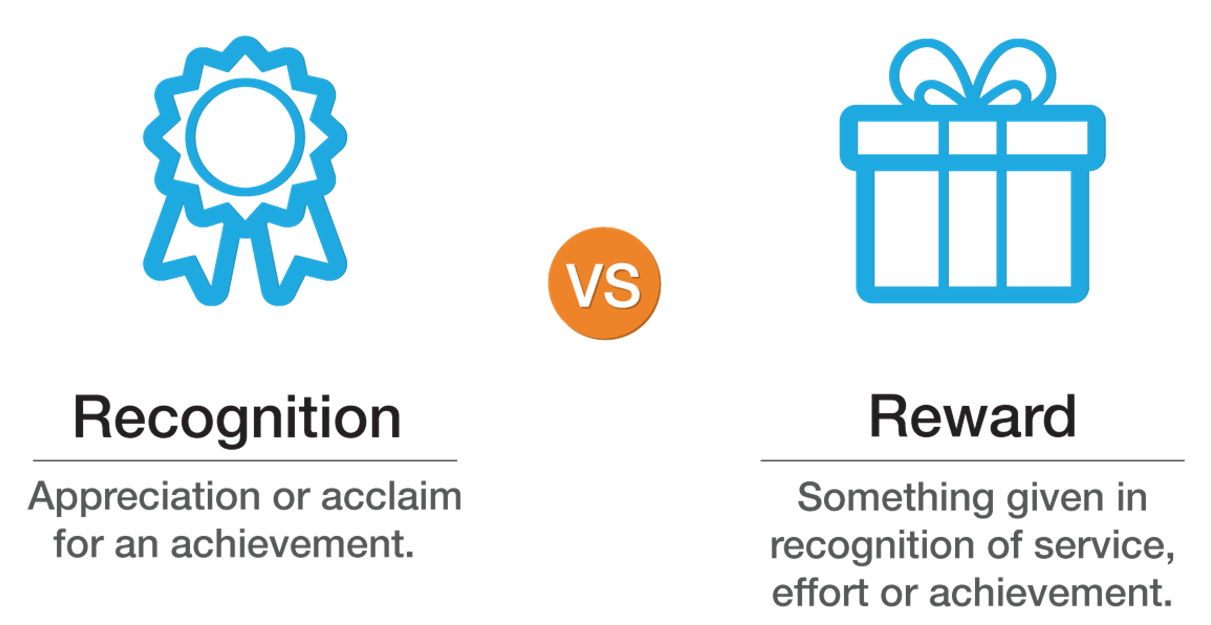 VS
Recognition
Appreciation or acclaim
for an achievement.
Reward
Something given in
recognition of service,
effort or achievement.